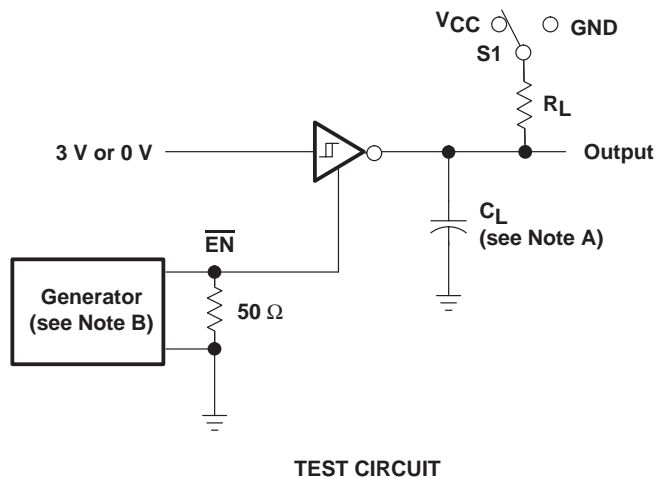 VCC
GND
S1
RL
3 V or 0 V
Output
CL
(see Note A)
EN
Generator
(see Note B)
50 Ω
TEST CIRCUIT